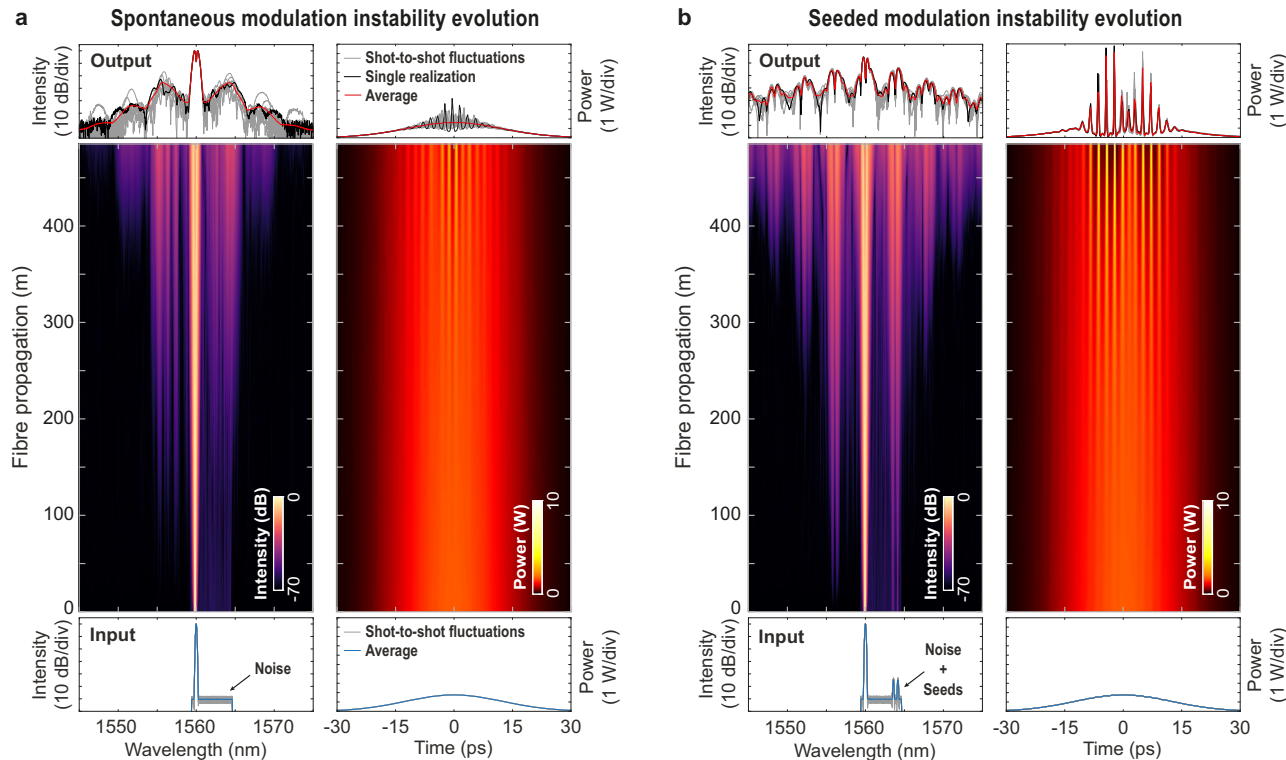 a Spontaneous modulation instability evolution
Output
Intensity
(10 dB/div)
Shot-to-shot fluctuations
Single realization
Average
Power
(1 W/div)
Fibre propagation (m)
400
300
200
100
0
Intensity (dB)
0
-70
Power (W)
10
0
Input
Intensity
(10 dB/div)
Noise
Shot-to-shot fluctuations
Average
Power
(1 W/div)
1550 1560 1570
Wavelength (nm)
-30 -15 0 15 30
Time (ps)
b Seeded modulation instability evolution
Output
Intensity
(10 dB/div)
Power
(1 W/div)
Fibre propagation (m)
400
300
200
100
0
Intensity (dB)
0
-70
Power (W)
10
0
Input
Intensity
(10 dB/div)
Noise
+
Seeds
Power
(1 W/div)
1550 1560 1570
Wavelength (nm)
-30 -15 0 15 30
Time (ps)